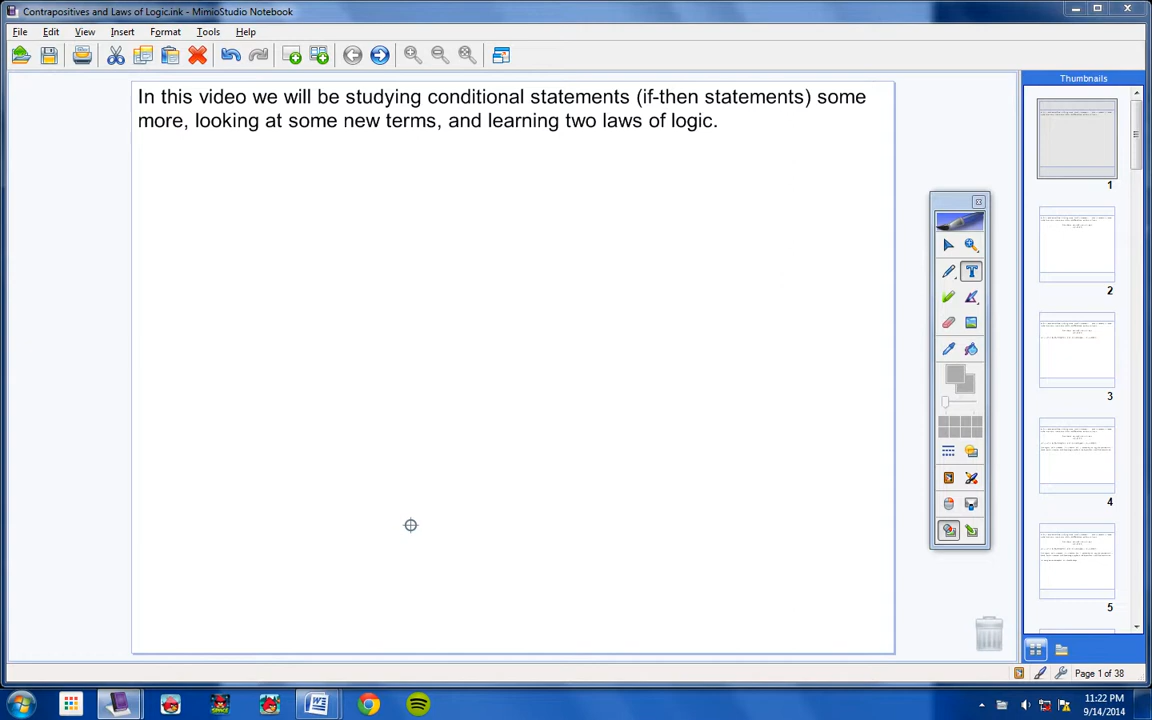 Contrapositives and Laws of Logic.ink - MimioStudio Notebook
File Edit View Insert Format Tools Help
In this video we will be studying conditional statements (if-then statements) some
more, looking at some new terms, and learning two laws of logic.
Thumbnails
1
2
3
4
5
Page 1 of 38
11:22 PM
9/14/2014